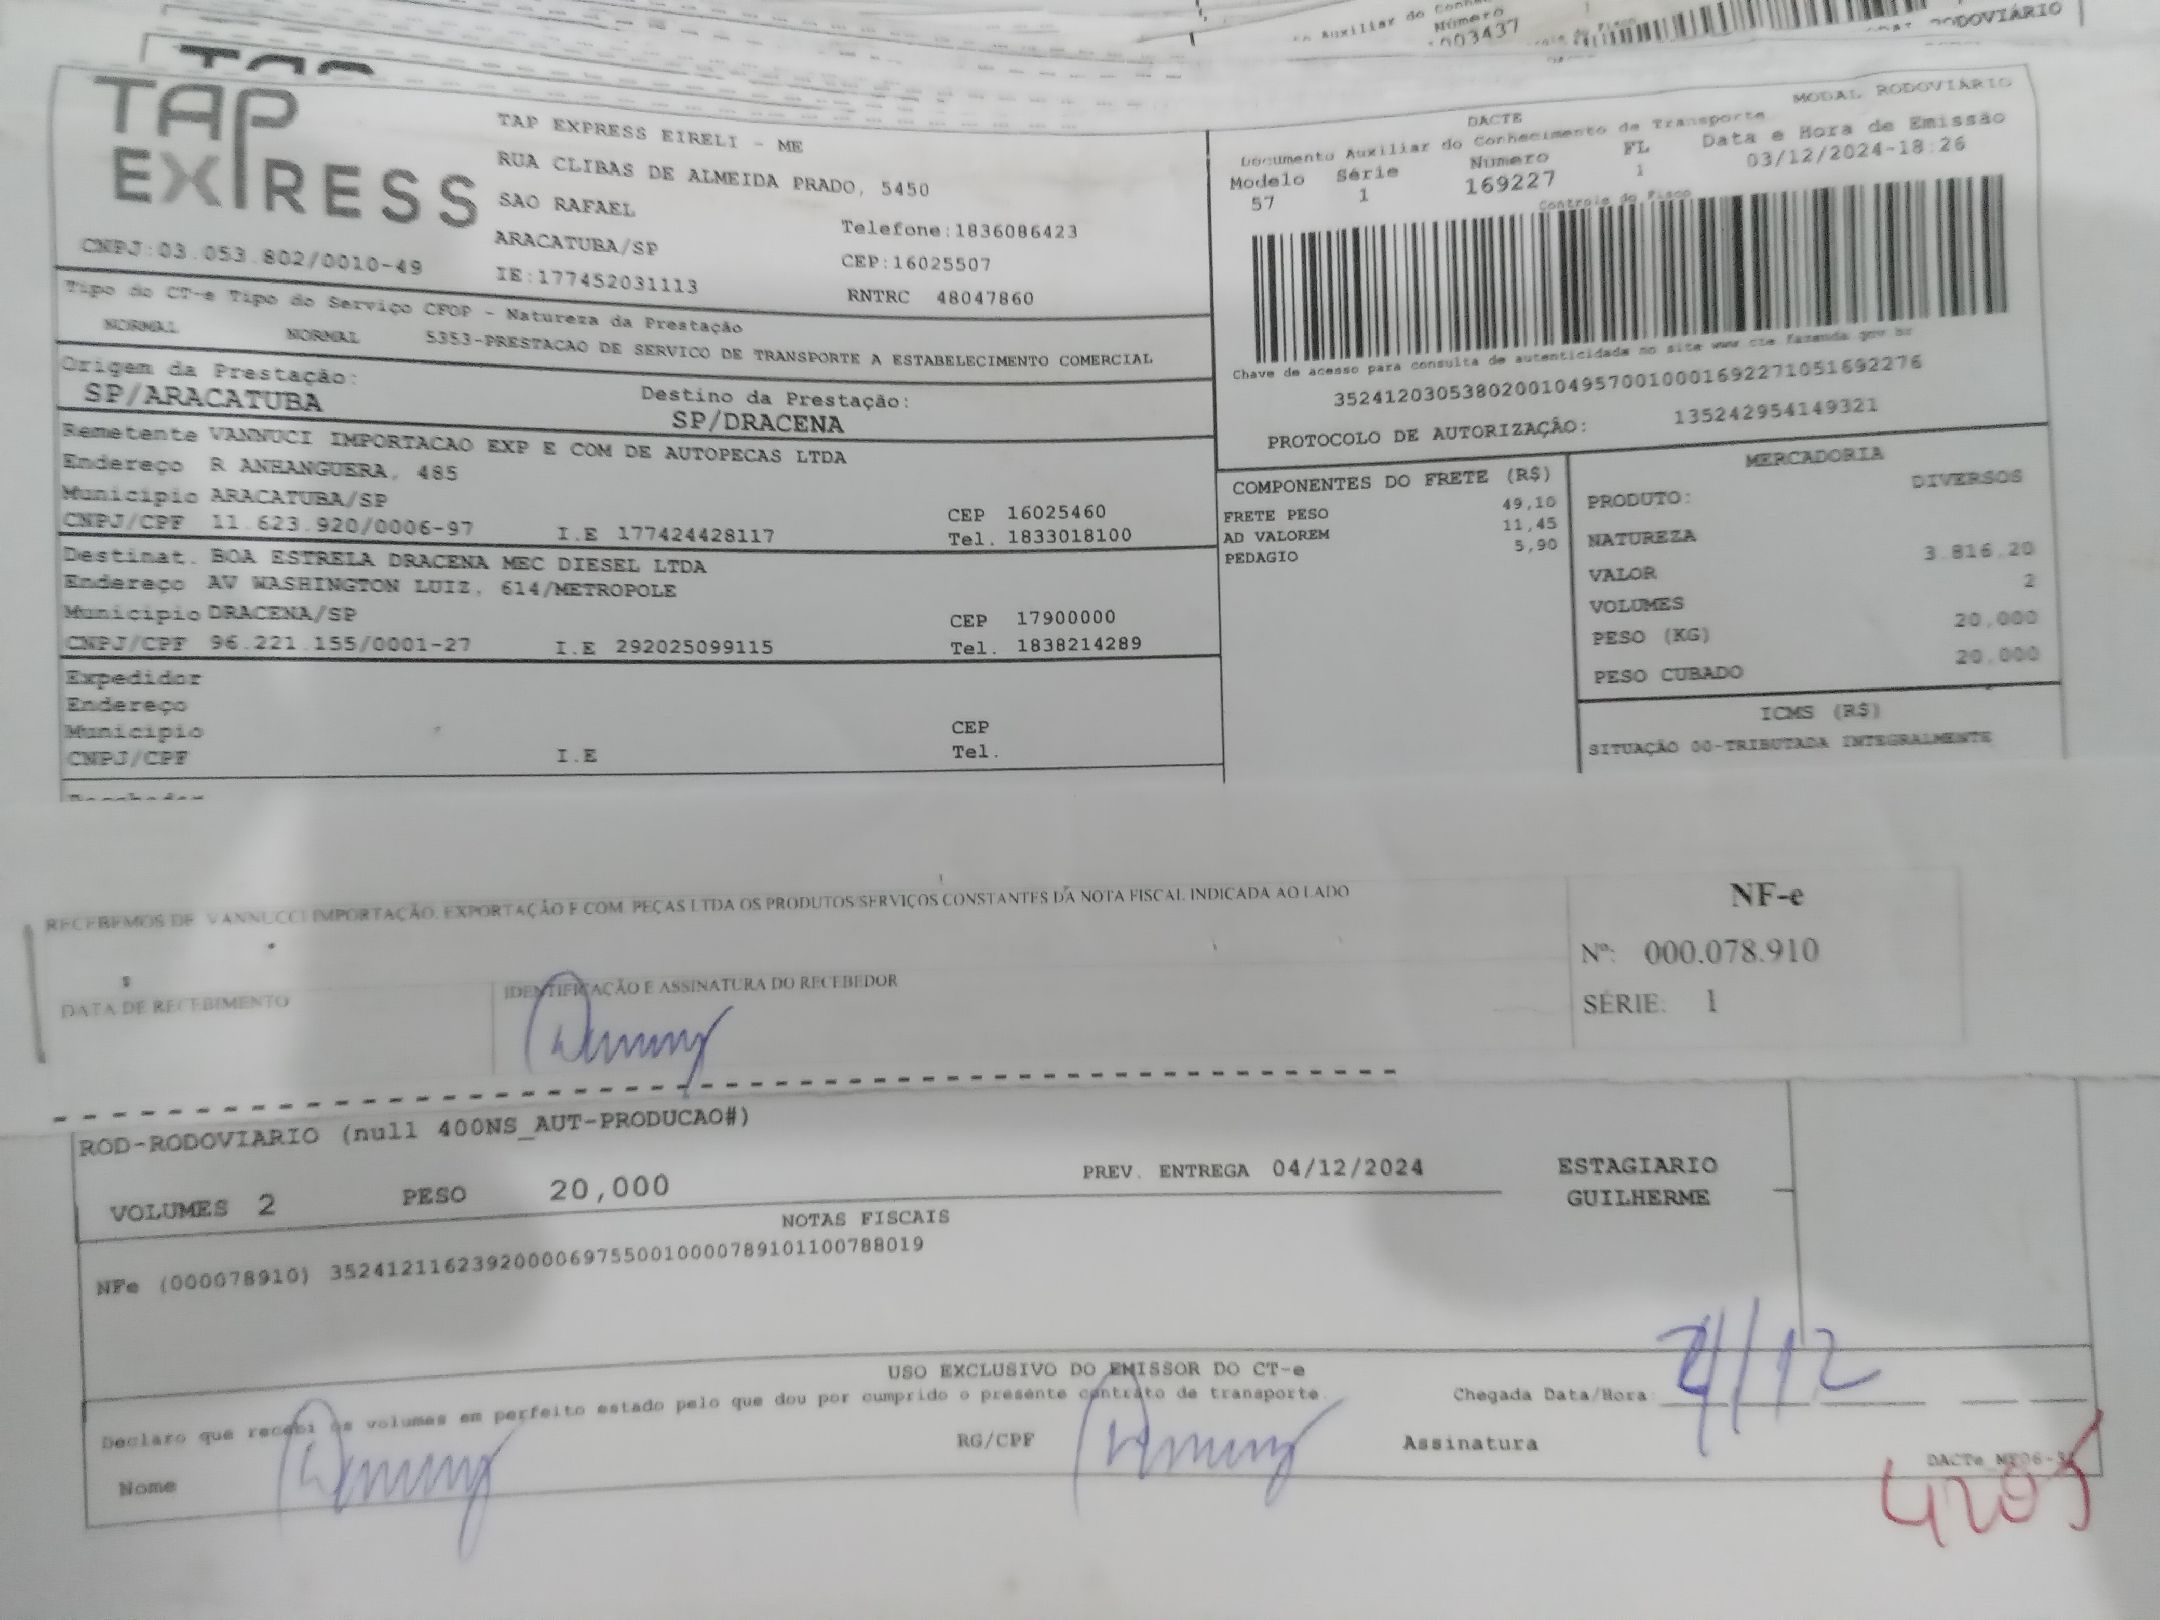 Número
MODAL RODOVIÁRIO
TAP
EXPRESS
CNPJ:03.053.802/0010-49
TAP EXPRESS EIRELI - ME
RUA CLIBAS DE ALMEIDA PRADO, 5450
SAO RAFAEL
ARACATUBA/SP
IE:177452031113
Telefone:1836086423
CEP:16025507
RNTRC 48047860
DACTE
Documento Auxiliar do Conhecimento de Transporte
Modelo Série Número FL Data e Hora de Emissão
57 1 169227 1 03/12/2024-18:26
Controle do Fisco
Chave de acesso para consulta de autenticidade no site www.cte.fazenda.gov.br
35241203053802001049570010001692271051692276
PROTOCOLO DE AUTORIZAÇÃO: 135242954149321
Tipo do CT-e Tipo do Serviço CFOP - Natureza da Prestação
NORMAL NORMAL 5353-PRESTACAO DE SERVICO DE TRANSPORTE A ESTABELECIMENTO COMERCIAL
Origem da Prestação: Destino da Prestação:
SP/ARACATUBA SP/DRACENA
Remetente VANNUCI IMPORTACAO EXP E COM DE AUTOPECAS LTDA
Endereço R ANHANGUERA, 485
Municipio ARACATUBA/SP CEP 16025460
CNPJ/CPF 11.623.920/0006-97 I.E 177424428117 Tel. 1833018100
Destinat. BOA ESTRELA DRACENA MEC DIESEL LTDA
Endereço AV WASHINGTON LUIZ, 614/METROPOLE
Municipio DRACENA/SP CEP 17900000
CNPJ/CPF 96.221.155/0001-27 I.E 292025099115 Tel. 1838214289
Expedidor
Endereço
Municipio CEP
CNPJ/CPF I.E Tel.
COMPONENTES DO FRETE (R$)
FRETE PESO 49,10
AD VALOREM 11,45
PEDAGIO 5,90
MERCADORIA
PRODUTO: DIVERSOS
NATUREZA
VALOR 3.816,20
VOLUMES 2
PESO (KG) 20,000
PESO CUBADO 20,000
ICMS (R$)
SITUAÇÃO 00-TRIBUTADA INTEGRALMENTE
RECEBEMOS DE VANNUCCI IMPORTAÇÃO, EXPORTAÇÃO E COM. PEÇAS LTDA OS PRODUTOS/SERVIÇOS CONSTANTES DA NOTA FISCAL INDICADA AO LADO
DATA DE RECEBIMENTO IDENTIFICAÇÃO E ASSINATURA DO RECEBEDOR
NF-e
Nº: 000.078.910
SÉRIE: 1
ROD-RODOVIARIO (null 400NS_AUT-PRODUCAO#)
VOLUMES 2 PESO 20,000 PREV. ENTREGA 04/12/2024
ESTAGIARIO
GUILHERME
NOTAS FISCAIS
NFe (000078910) 35241211623920000697550010000789101100788019
USO EXCLUSIVO DO EMISSOR DO CT-e
Declaro que recebi os volumes em perfeito estado pelo que dou por cumprido o presente contrato de transporte.
Chegada Data/Hora: 4/12
Nome RG/CPF Assinatura